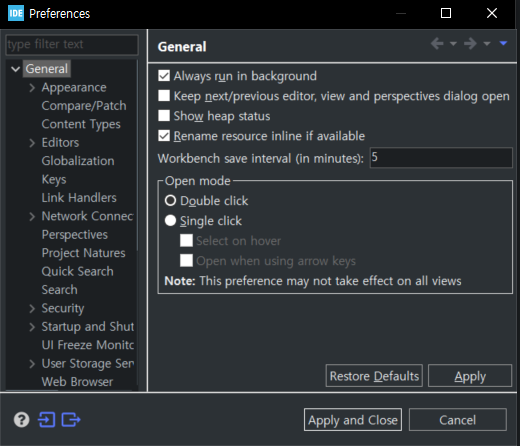 IDE Preferences
type filter text
General
Appearance
Compare/Patch
Content Types
Editors
Globalization
Keys
Link Handlers
Network Connec
Perspectives
Project Natures
Quick Search
Search
Security
Startup and Shut
UI Freeze Monito
User Storage Serv
Web Browser
General
Always run in background
Keep next/previous editor, view and perspectives dialog open
Show heap status
Rename resource inline if available
Workbench save interval (in minutes): 5
Open mode
Double click
Single click
Select on hover
Open when using arrow keys
Note: This preference may not take effect on all views
Restore Defaults Apply
? Apply and Close Cancel